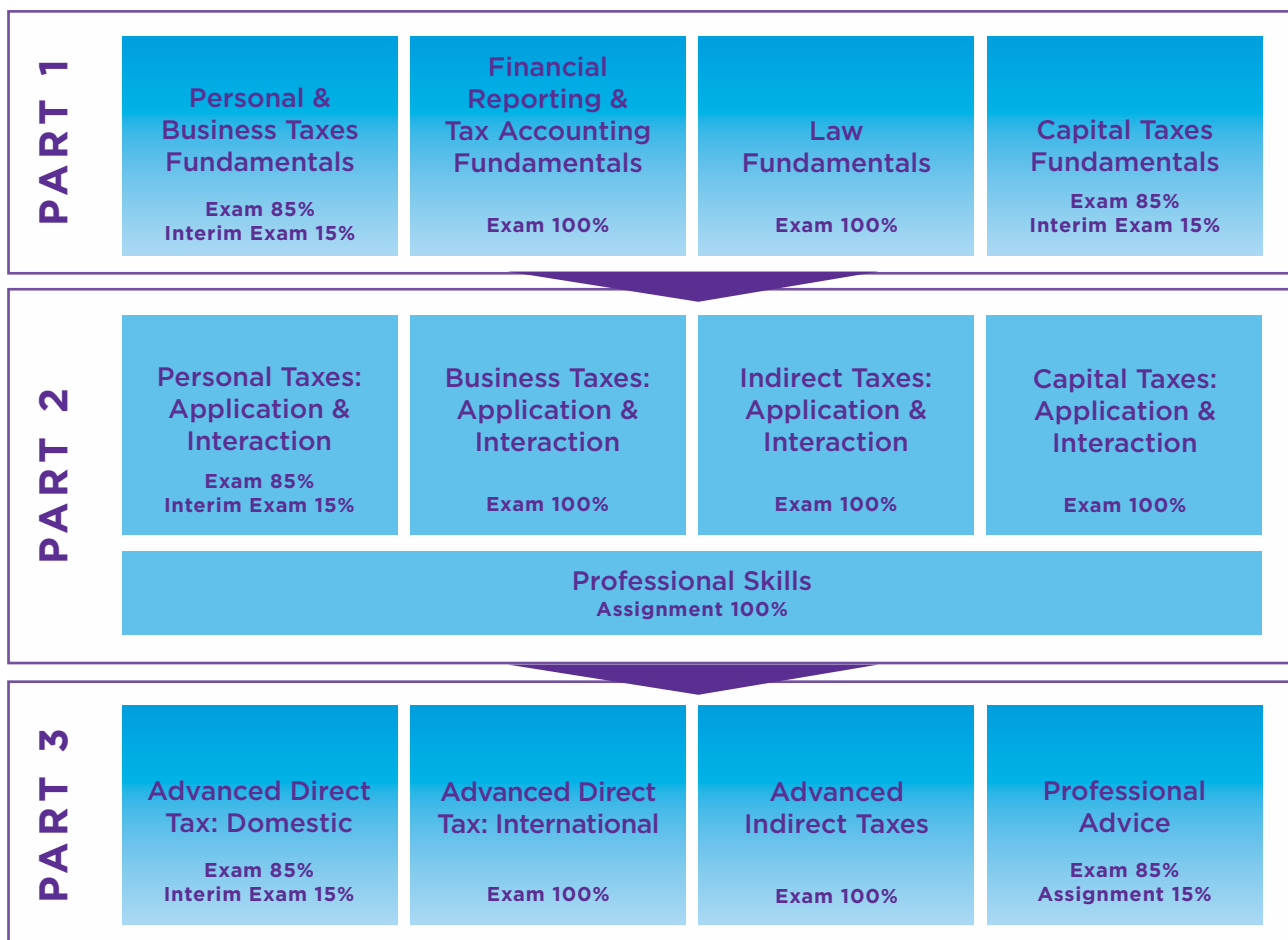 PART 1
Personal &
Business Taxes
Fundamentals
Exam 85%
Interim Exam 15%
Financial
Reporting &
Tax Accounting
Fundamentals
Exam 100%
Law
Fundamentals
Exam 100%
Capital Taxes
Fundamentals
Exam 85%
Interim Exam 15%
PART 2
Personal Taxes:
Application &
Interaction
Exam 85%
Interim Exam 15%
Business Taxes:
Application &
Interaction
Exam 100%
Indirect Taxes:
Application &
Interaction
Exam 100%
Capital Taxes:
Application &
Interaction
Exam 100%
Professional Skills
Assignment 100%
PART 3
Advanced Direct
Tax: Domestic
Exam 85%
Interim Exam 15%
Advanced Direct
Tax: International
Exam 100%
Advanced
Indirect Taxes
Exam 100%
Professional
Advice
Exam 85%
Assignment 15%